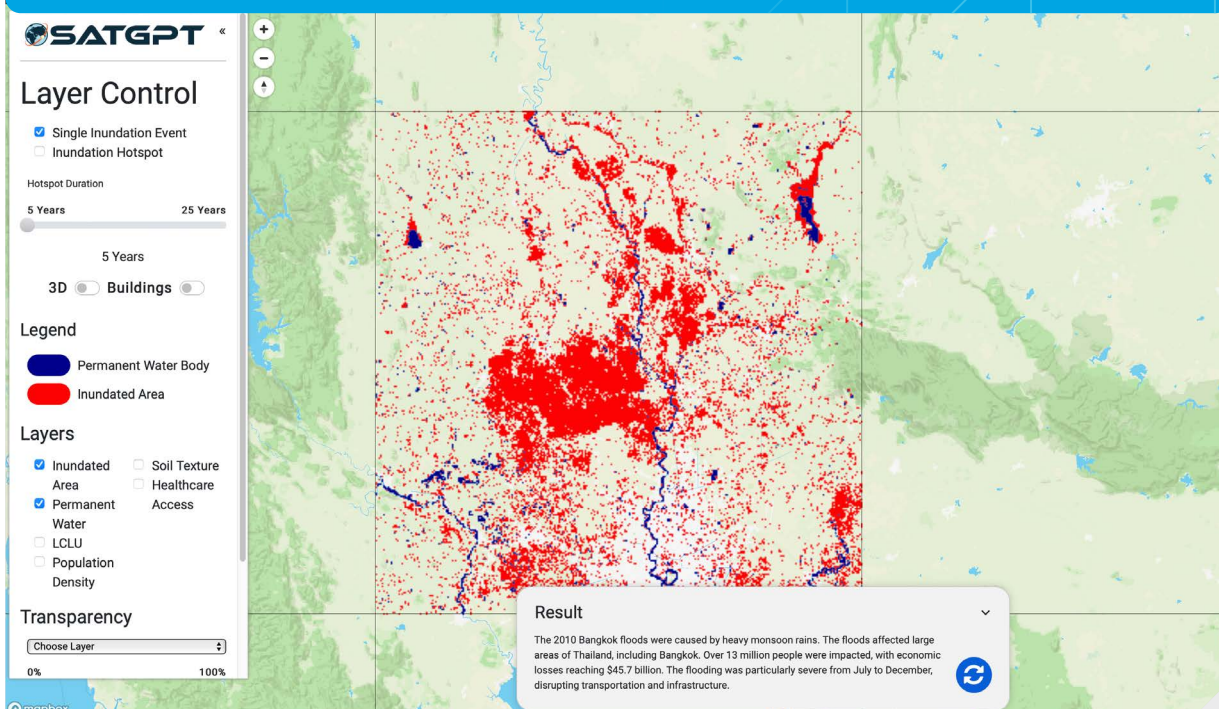 SATGPT «
Layer Control
Single Inundation Event
Inundation Hotspot
Hotspot Duration
5 Years 25 Years
5 Years
3D Buildings
Legend
Permanent Water Body
Inundated Area
Layers
Inundated Area
Permanent Water
LCLU
Population Density
Soil Texture
Healthcare Access
Transparency
Choose Layer
0% 100%
Result
The 2010 Bangkok floods were caused by heavy monsoon rains. The floods affected large
areas of Thailand, including Bangkok. Over 13 million people were impacted, with economic
losses reaching $45.7 billion. The flooding was particularly severe from July to December,
disrupting transportation and infrastructure.